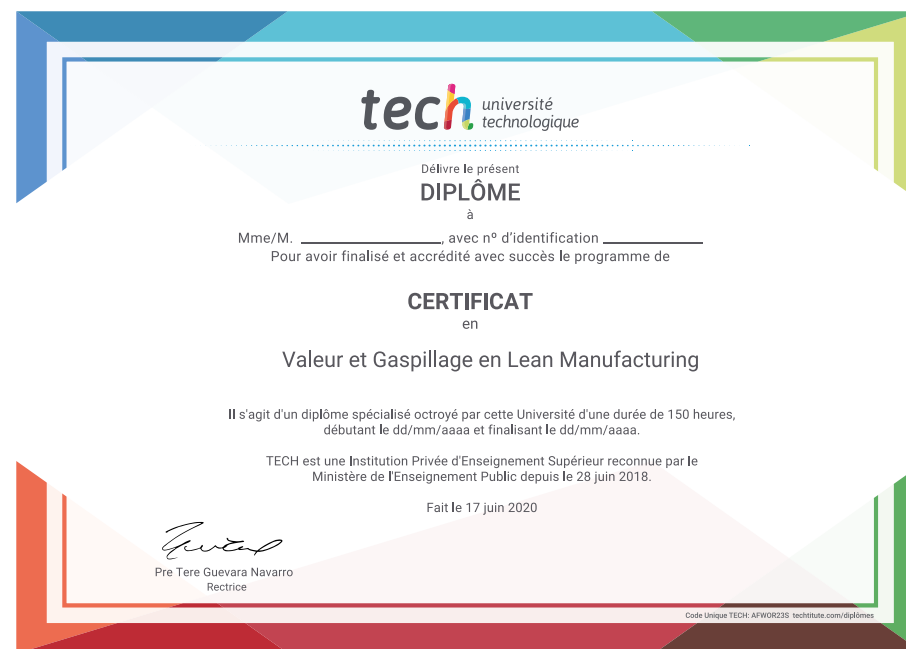 tech université
technologique
Délivre le présent
DIPLÔME
à
Mme/M. ____________________, avec nº d'identification ______________
Pour avoir finalisé et accrédité avec succès le programme de
CERTIFICAT
en
Valeur et Gaspillage en Lean Manufacturing
Il s'agit d'un diplôme spécialisé octroyé par cette Université d'une durée de 150 heures,
débutant le dd/mm/aaaa et finalisant le dd/mm/aaaa.
TECH est une Institution Privée d'Enseignement Supérieur reconnue par le
Ministère de l'Enseignement Public depuis le 28 juin 2018.
Fait le 17 juin 2020
Pre Tere Guevara Navarro
Rectrice
Code Unique TECH: AFWOR23S techtitute.com/diplômes